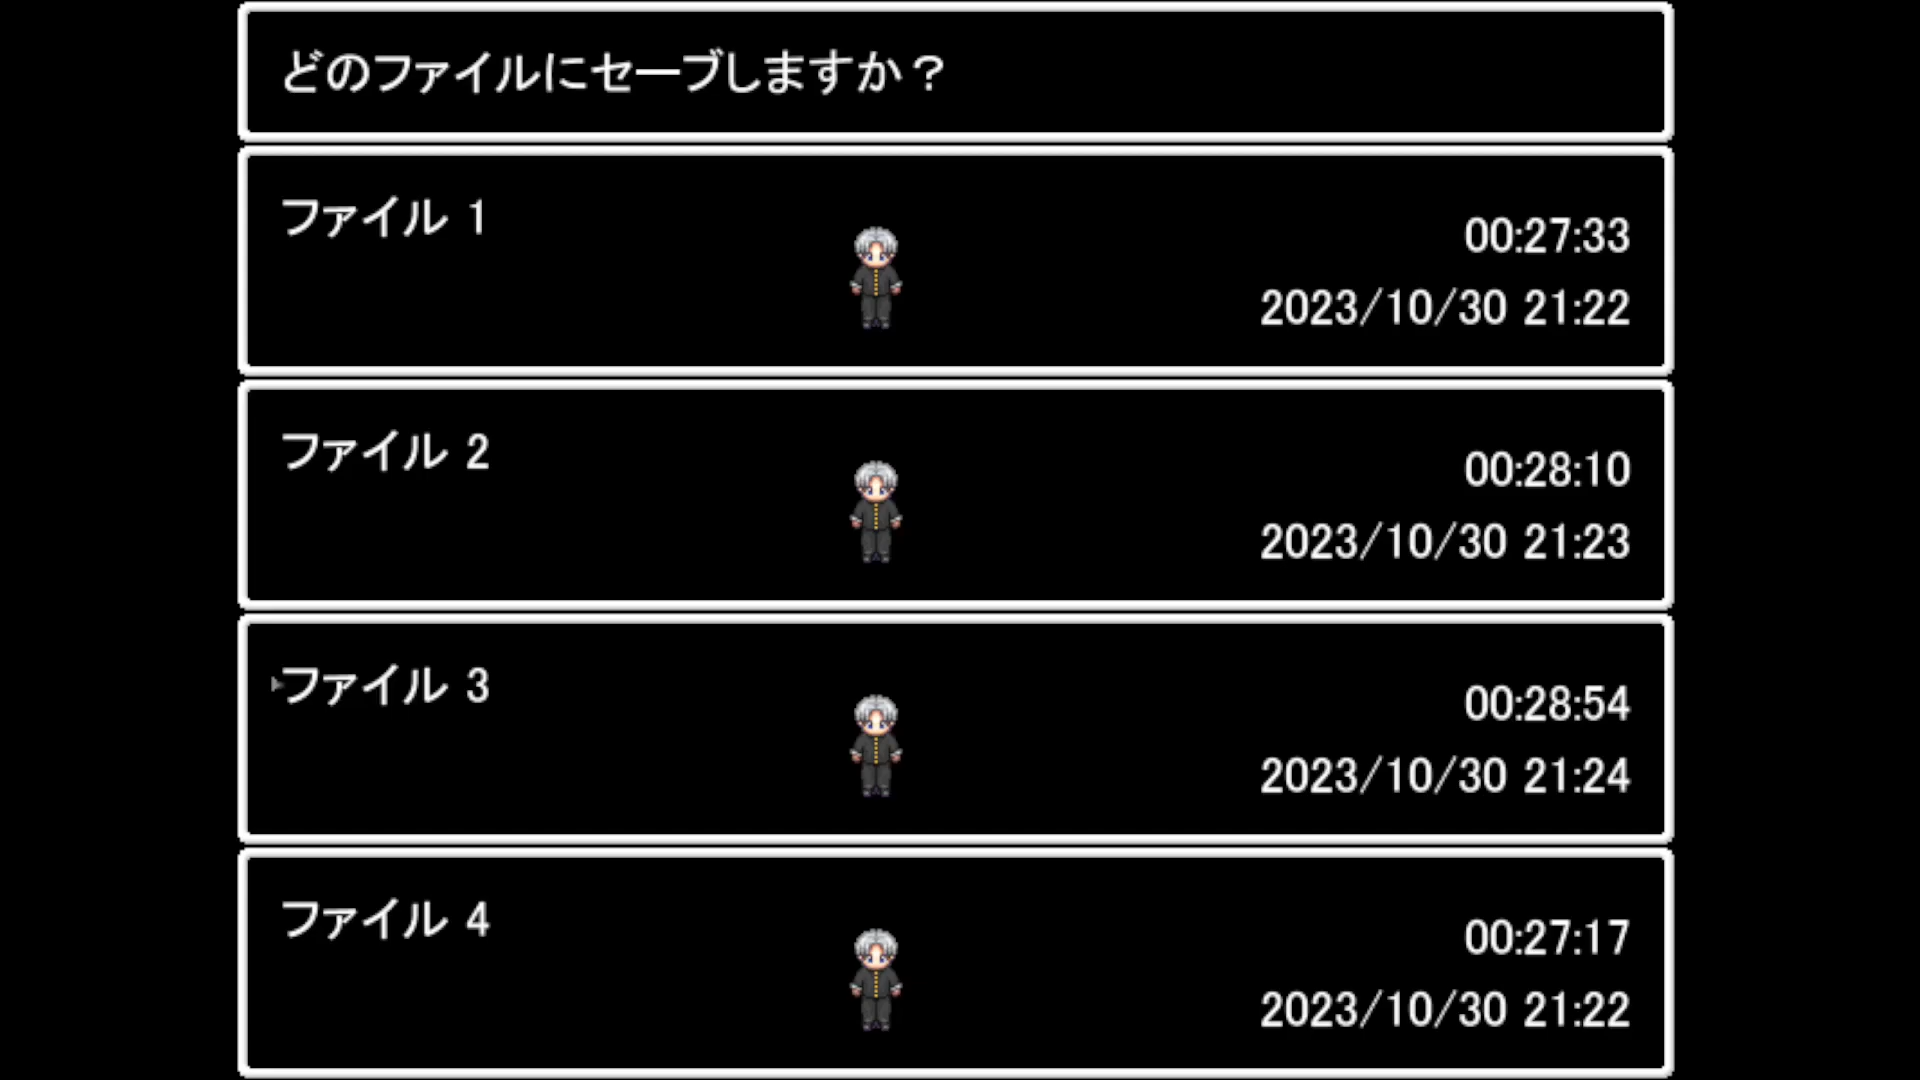 どのファイルにセーブしますか？
ファイル 1
00:27:33
2023/10/30 21:22
ファイル 2
00:28:10
2023/10/30 21:23
ファイル 3
00:28:54
2023/10/30 21:24
ファイル 4
00:27:17
2023/10/30 21:22